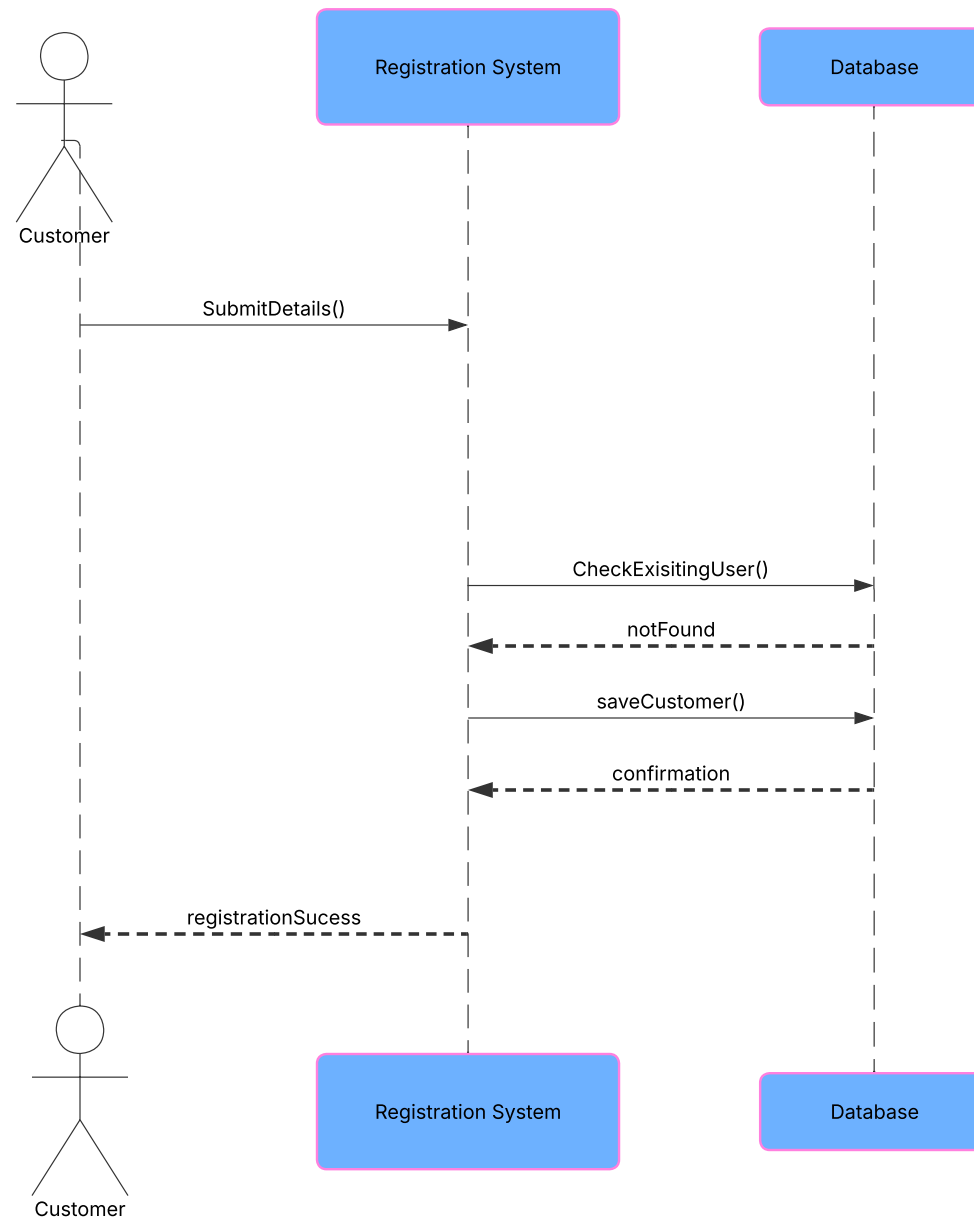 Registration System
Database
Customer
SubmitDetails()
CheckExisitingUser()
notFound
saveCustomer()
confirmation
registrationSucess
Registration System
Database
Customer